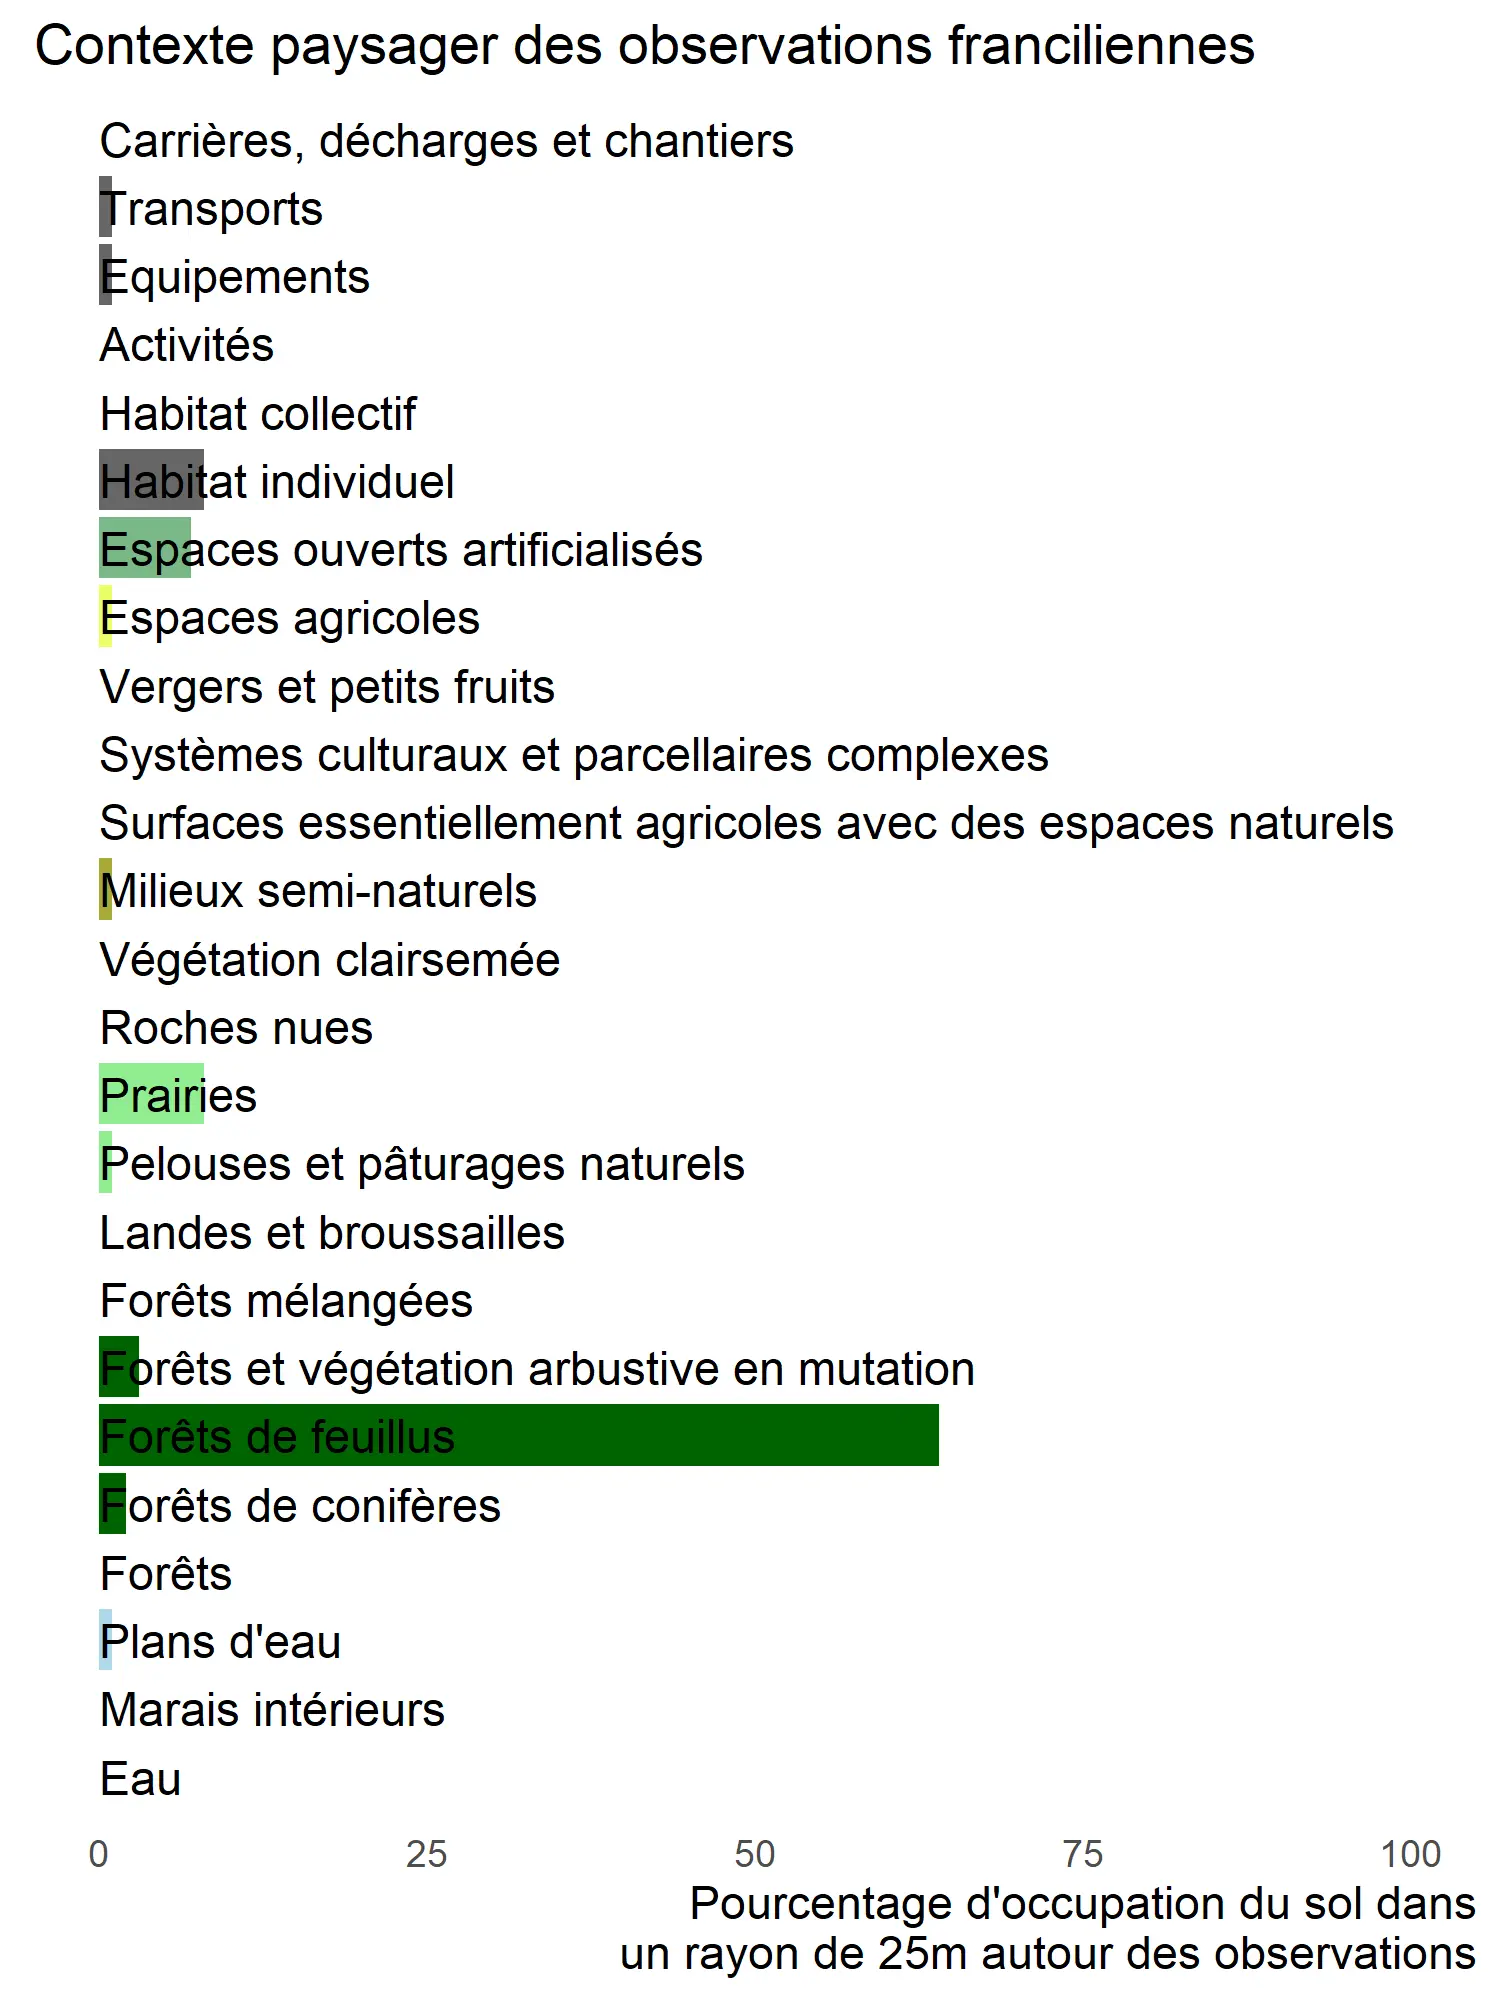 Contexte paysager des observations franciliennes
Carrières, décharges et chantiers
Transports
Equipements
Activités
Habitat collectif
Habitat individuel
Espaces ouverts artificialisés
Espaces agricoles
Vergers et petits fruits
Systèmes culturaux et parcellaires complexes
Surfaces essentiellement agricoles avec des espaces naturels
Milieux semi-naturels
Végétation clairsemée
Roches nues
Prairies
Pelouses et pâturages naturels
Landes et broussailles
Forêts mélangées
Forêts et végétation arbustive en mutation
Forêts de feuillus
Forêts de conifères
Forêts
Plans d'eau
Marais intérieurs
Eau
0 25 50 75 100
Pourcentage d'occupation du sol dans
un rayon de 25m autour des observations